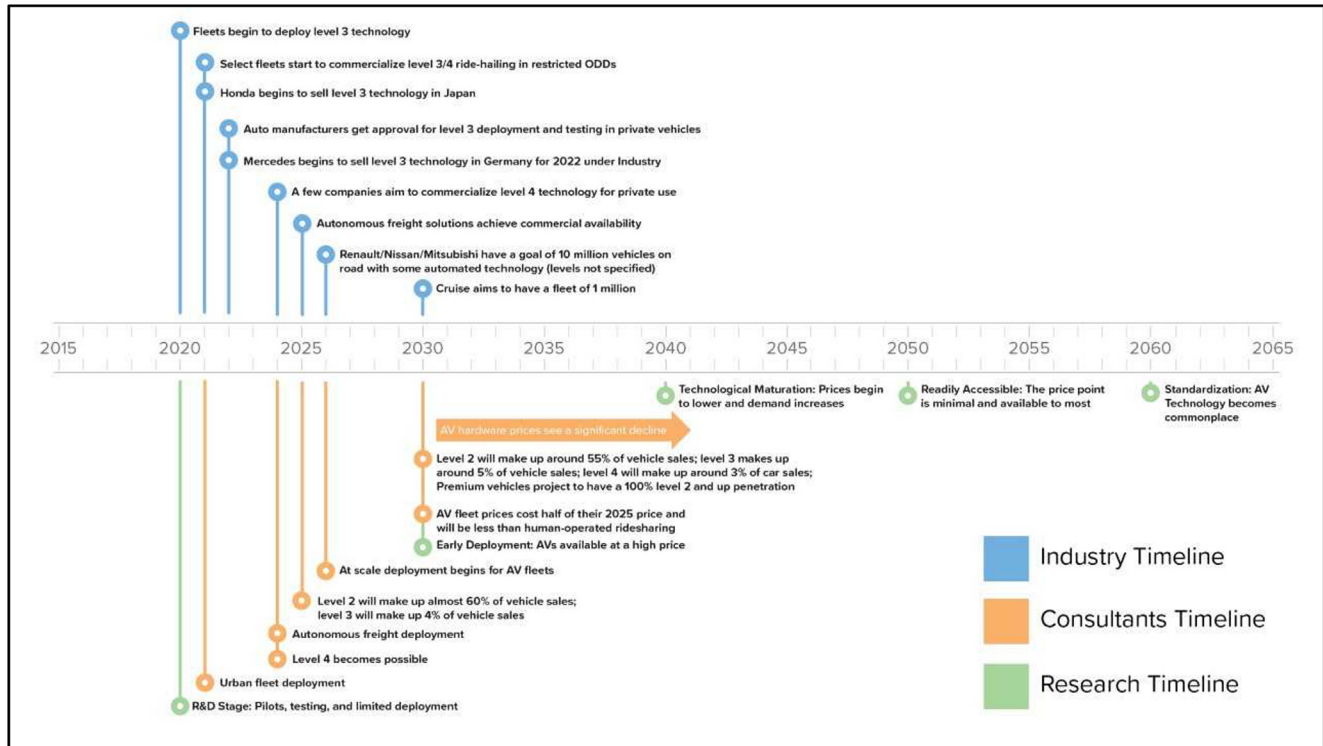 Fleets begin to deploy level 3 technology
Select fleets start to commercialize level 3/4 ride-hailing in restricted ODDs
Honda begins to sell level 3 technology in Japan
Auto manufacturers get approval for level 3 deployment and testing in private vehicles
Mercedes begins to sell level 3 technology in Germany for 2022 under Industry
A few companies aim to commercialize level 4 technology for private use
Autonomous freight solutions achieve commercial availability
Renault/Nissan/Mitsubishi have a goal of 10 million vehicles on
road with some automated technology (levels not specified)
Cruise aims to have a fleet of 1 million
2015 2020 2025 2030 2035 2040 2045 2050 2055 2060 2065
Technological Maturation: Prices begin
to lower and demand increases
Readily Accessible: The price point
is minimal and available to most
Standardization: AV
Technology becomes
commonplace
AV hardware prices see a significant decline
Level 2 will make up around 55% of vehicle sales; level 3 makes up
around 5% of vehicle sales; level 4 will make up around 3% of car sales;
Premium vehicles project to have a 100% level 2 and up penetration
AV fleet prices cost half of their 2025 price and
will be less than human-operated ridesharing
Early Deployment: AVs available at a high price
At scale deployment begins for AV fleets
Level 2 will make up almost 60% of vehicle sales;
level 3 will make up 4% of vehicle sales
Autonomous freight deployment
Level 4 becomes possible
Urban fleet deployment
R&D Stage: Pilots, testing, and limited deployment
Industry Timeline
Consultants Timeline
Research Timeline